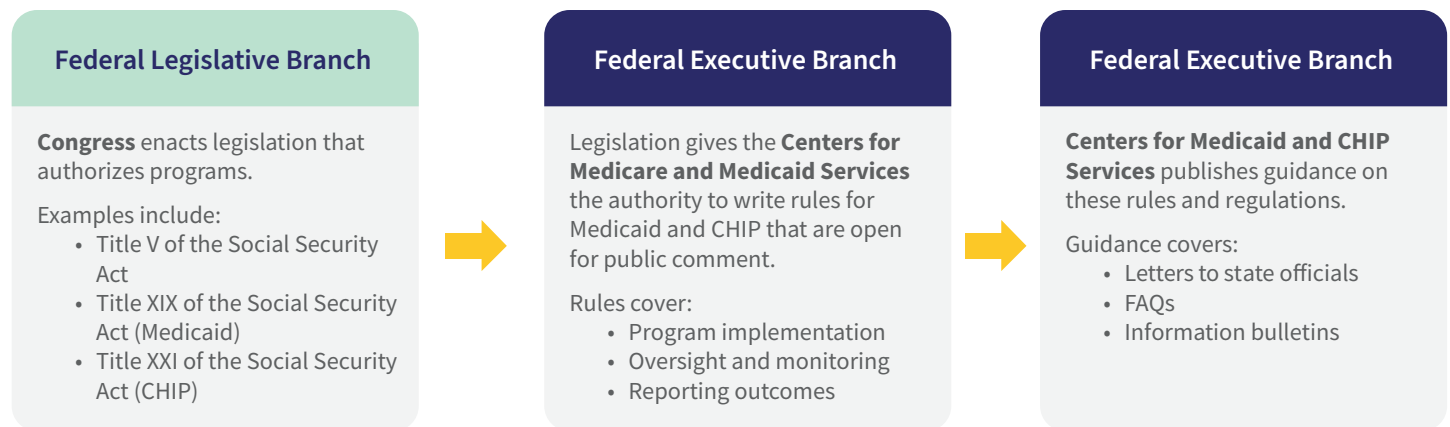 Federal Legislative Branch
Congress enacts legislation that
authorizes programs.
Examples include:
• Title V of the Social Security
Act
• Title XIX of the Social Security
Act (Medicaid)
• Title XXI of the Social Security
Act (CHIP)
Federal Executive Branch
Legislation gives the Centers for
Medicare and Medicaid Services
the authority to write rules for
Medicaid and CHIP that are open
for public comment.
Rules cover:
• Program implementation
• Oversight and monitoring
• Reporting outcomes
Federal Executive Branch
Centers for Medicaid and CHIP
Services publishes guidance on
these rules and regulations.
Guidance covers:
• Letters to state officials
• FAQs
• Information bulletins